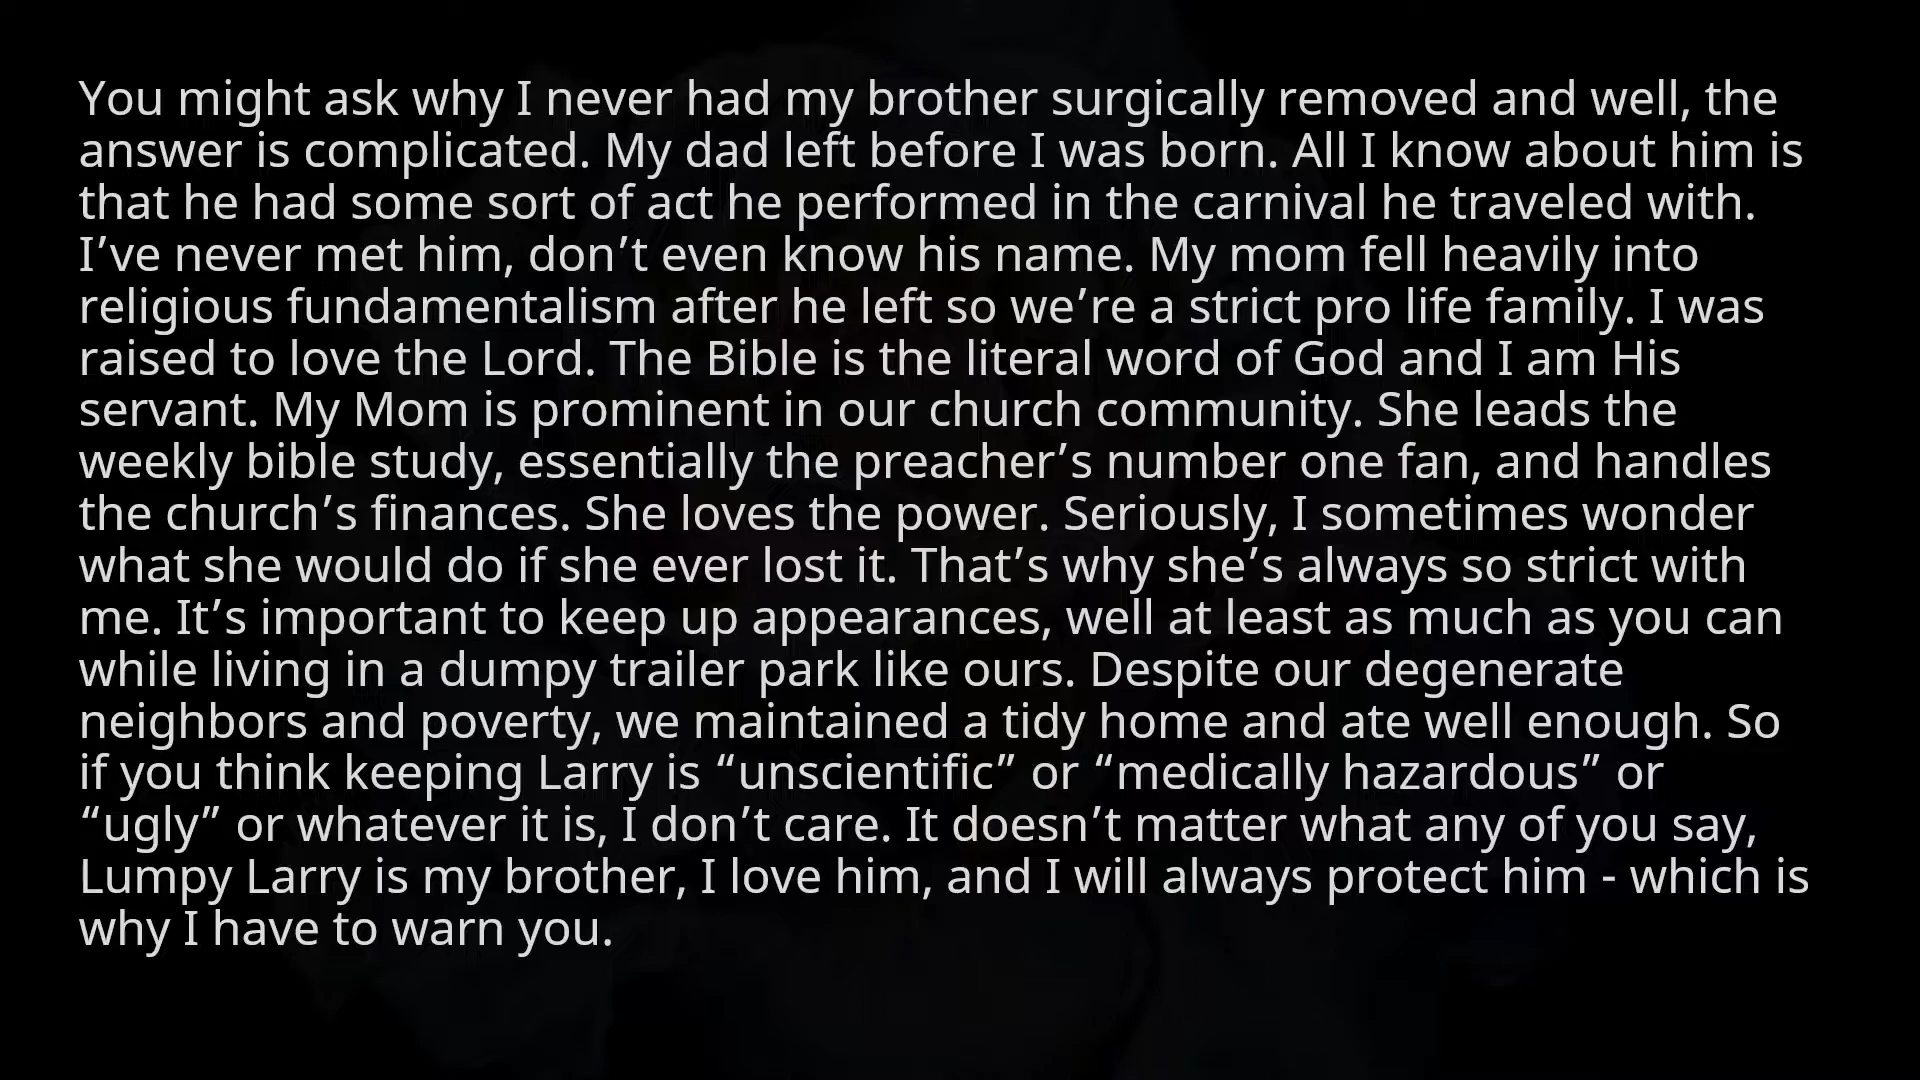 You might ask why I never had my brother surgically removed and well, the
answer is complicated. My dad left before I was born. All I know about him is
that he had some sort of act he performed in the carnival he traveled with.
I’ve never met him, don’t even know his name. My mom fell heavily into
religious fundamentalism after he left so we’re a strict pro life family. I was
raised to love the Lord. The Bible is the literal word of God and I am His
servant. My Mom is prominent in our church community. She leads the
weekly bible study, essentially the preacher’s number one fan, and handles
the church’s finances. She loves the power. Seriously, I sometimes wonder
what she would do if she ever lost it. That’s why she’s always so strict with
me. It’s important to keep up appearances, well at least as much as you can
while living in a dumpy trailer park like ours. Despite our degenerate
neighbors and poverty, we maintained a tidy home and ate well enough. So
if you think keeping Larry is “unscientific” or “medically hazardous” or
“ugly” or whatever it is, I don’t care. It doesn’t matter what any of you say,
Lumpy Larry is my brother, I love him, and I will always protect him - which is
why I have to warn you.